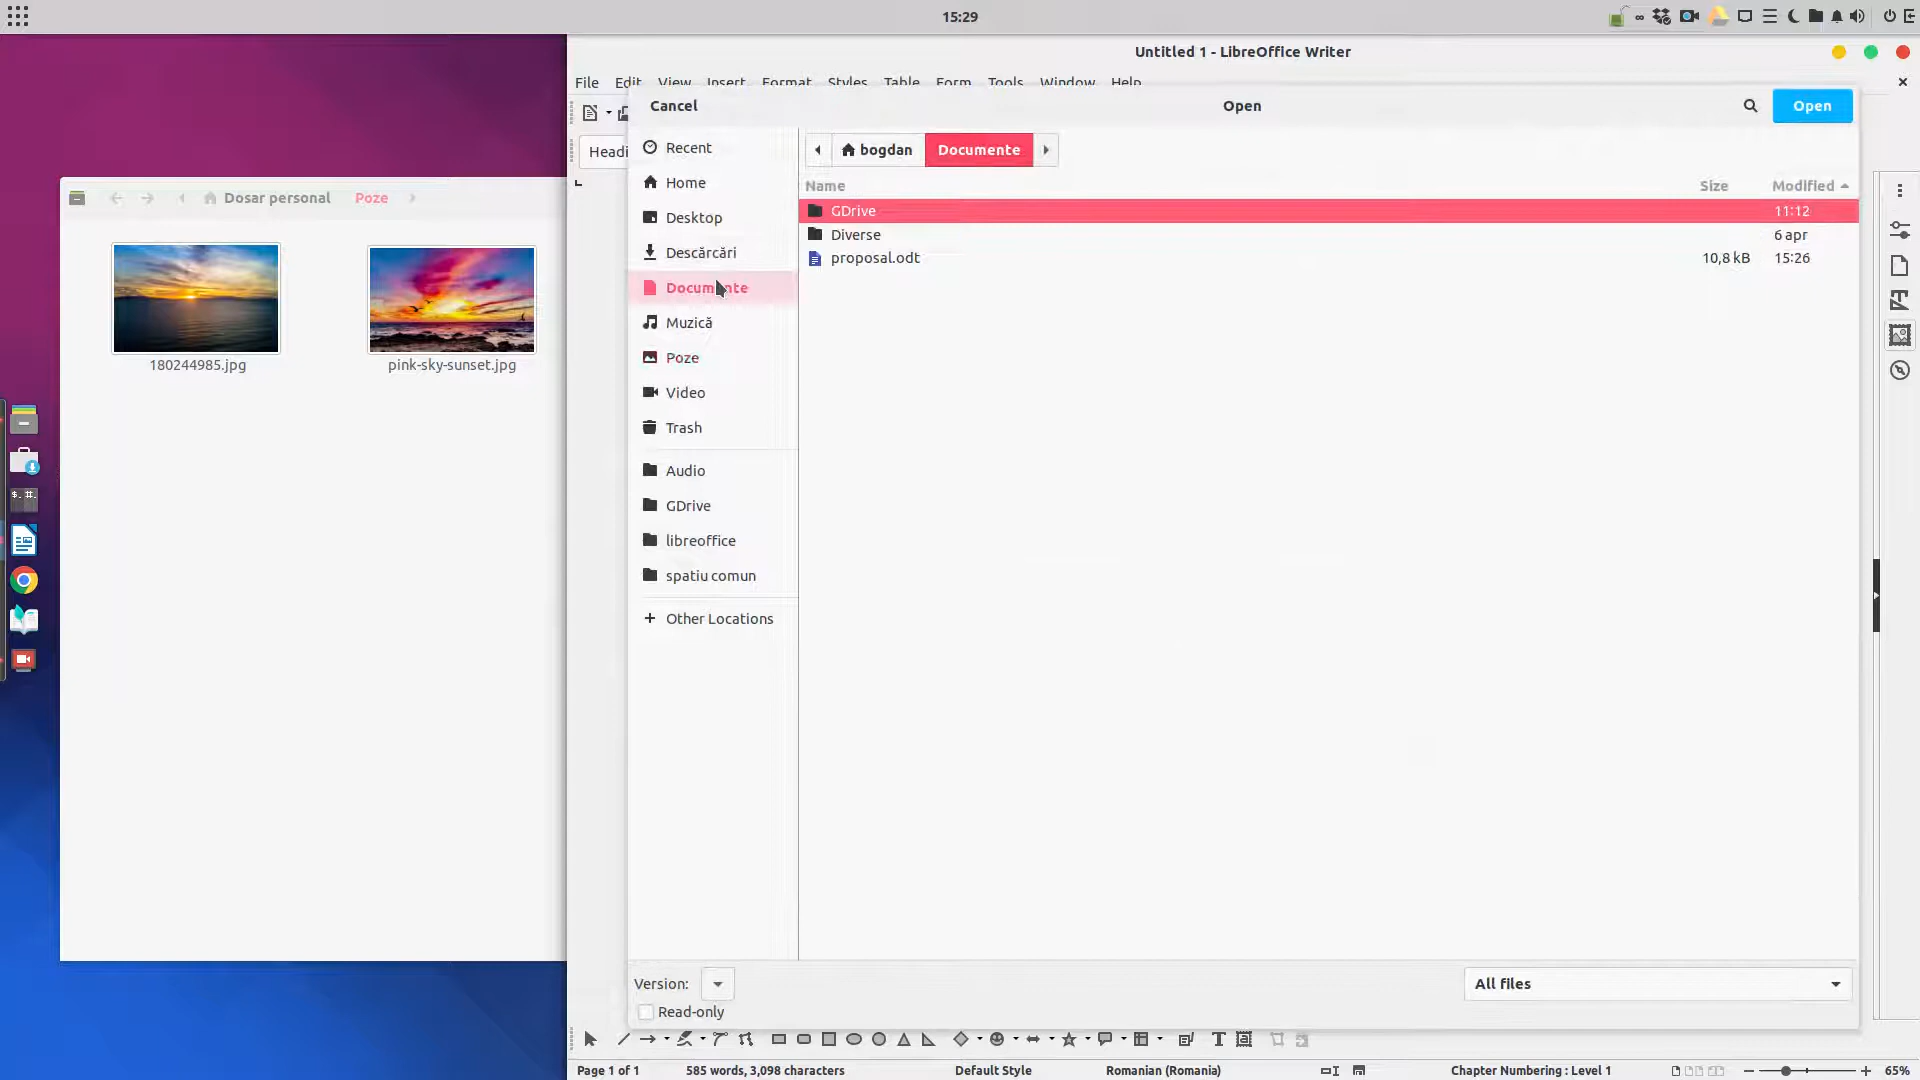 15:29
Untitled 1 - LibreOffice Writer
File Edit View Insert Format Styles Table Form Tools Window Help
Cancel
Open
Open
Headi
Recent
Home
Desktop
Descărcări
Documente
Muzică
Poze
Video
Trash
Audio
GDrive
libreoffice
spatiu comun
Other Locations
bogdan Documente
Name Size Modified
GDrive 11:12
Diverse 6 apr
proposal.odt 10,8 kB 15:26
Dosar personal Poze
180244985.jpg
pink-sky-sunset.jpg
Version:
All files
Read-only
Page 1 of 1 585 words, 3,098 characters Default Style Romanian (Romania) Chapter Numbering : Level 1 65%